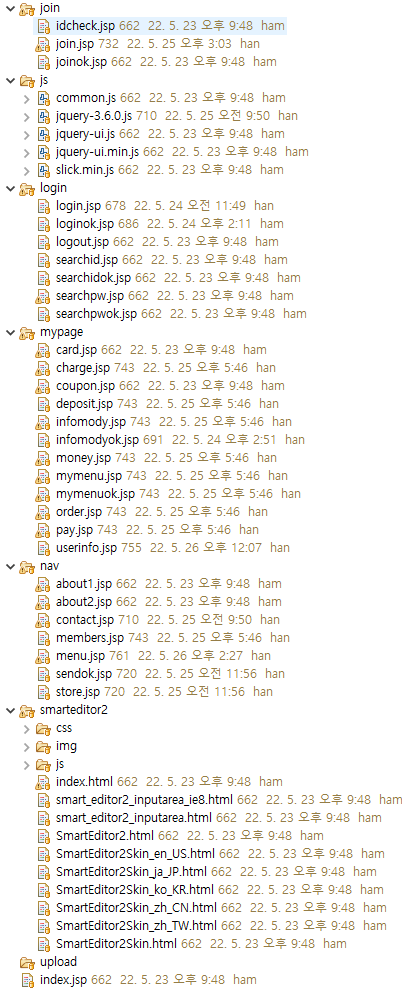 join
idcheck.jsp 662 22. 5. 23 오후 9:48 ham
join.jsp 732 22. 5. 25 오후 3:03 han
joinok.jsp 662 22. 5. 23 오후 9:48 ham
js
common.js 662 22. 5. 23 오후 9:48 ham
jquery-3.6.0.js 710 22. 5. 25 오전 9:50 han
jquery-ui.js 662 22. 5. 23 오후 9:48 ham
jquery-ui.min.js 662 22. 5. 23 오후 9:48 ham
slick.min.js 662 22. 5. 23 오후 9:48 ham
login
login.jsp 678 22. 5. 24 오전 11:49 han
loginok.jsp 686 22. 5. 24 오후 2:11 ham
logout.jsp 662 22. 5. 23 오후 9:48 ham
searchid.jsp 662 22. 5. 23 오후 9:48 ham
searchidok.jsp 662 22. 5. 23 오후 9:48 ham
searchpw.jsp 662 22. 5. 23 오후 9:48 ham
searchpwok.jsp 662 22. 5. 23 오후 9:48 ham
mypage
card.jsp 662 22. 5. 23 오후 9:48 ham
charge.jsp 743 22. 5. 25 오후 5:46 han
coupon.jsp 662 22. 5. 23 오후 9:48 ham
deposit.jsp 743 22. 5. 25 오후 5:46 han
infomody.jsp 743 22. 5. 25 오후 5:46 han
infomodyok.jsp 691 22. 5. 24 오후 2:51 ham
money.jsp 743 22. 5. 25 오후 5:46 han
mymenu.jsp 743 22. 5. 25 오후 5:46 han
mymenuok.jsp 743 22. 5. 25 오후 5:46 han
order.jsp 743 22. 5. 25 오후 5:46 han
pay.jsp 743 22. 5. 25 오후 5:46 han
userinfo.jsp 755 22. 5. 26 오후 12:07 han
nav
about1.jsp 662 22. 5. 23 오후 9:48 ham
about2.jsp 662 22. 5. 23 오후 9:48 ham
contact.jsp 710 22. 5. 25 오전 9:50 han
members.jsp 743 22. 5. 25 오후 5:46 han
menu.jsp 761 22. 5. 26 오후 2:27 han
sendok.jsp 720 22. 5. 25 오전 11:56 han
store.jsp 720 22. 5. 25 오전 11:56 han
smarteditor2
css
img
js
index.html 662 22. 5. 23 오후 9:48 ham
smart_editor2_inputarea_ie8.html 662 22. 5. 23 오후 9:48 ham
smart_editor2_inputarea.html 662 22. 5. 23 오후 9:48 ham
SmartEditor2.html 662 22. 5. 23 오후 9:48 ham
SmartEditor2Skin_en_US.html 662 22. 5. 23 오후 9:48 ham
SmartEditor2Skin_ja_JP.html 662 22. 5. 23 오후 9:48 ham
SmartEditor2Skin_ko_KR.html 662 22. 5. 23 오후 9:48 ham
SmartEditor2Skin_zh_CN.html 662 22. 5. 23 오후 9:48 ham
SmartEditor2Skin_zh_TW.html 662 22. 5. 23 오후 9:48 ham
SmartEditor2Skin.html 662 22. 5. 23 오후 9:48 ham
upload
index.jsp 662 22. 5. 23 오후 9:48 ham